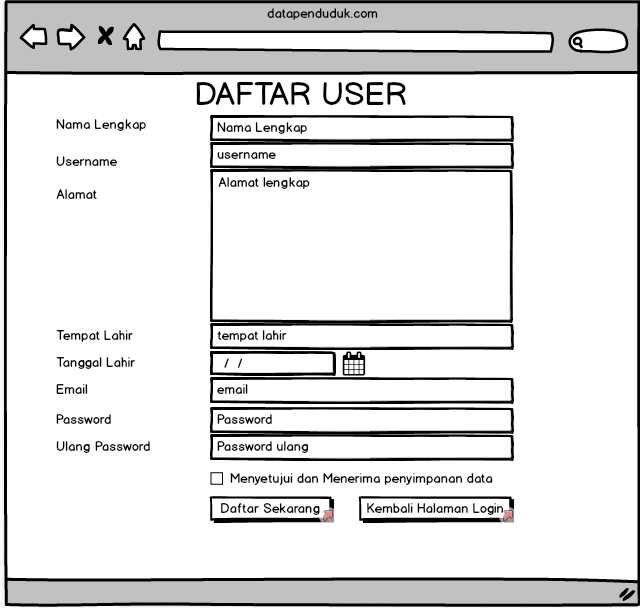 datapenduduk.com
DAFTAR USER
Nama Lengkap
Nama Lengkap
Username
username
Alamat
Alamat lengkap
Tempat Lahir
tempat lahir
Tanggal Lahir
/ /
Email
email
Password
Password
Ulang Password
Password ulang
Menyetujui dan Menerima penyimpanan data
Daftar Sekarang
Kembali Halaman Login